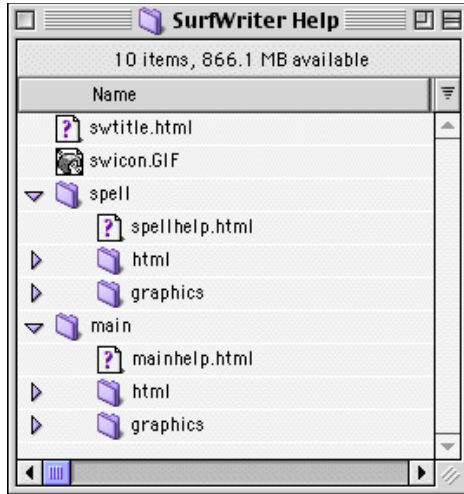 SurfWriter Help
10 items, 866.1 MB available
Name
swtitle.html
swicon.GIF
spell
spellhelp.html
html
graphics
main
mainhelp.html
html
graphics